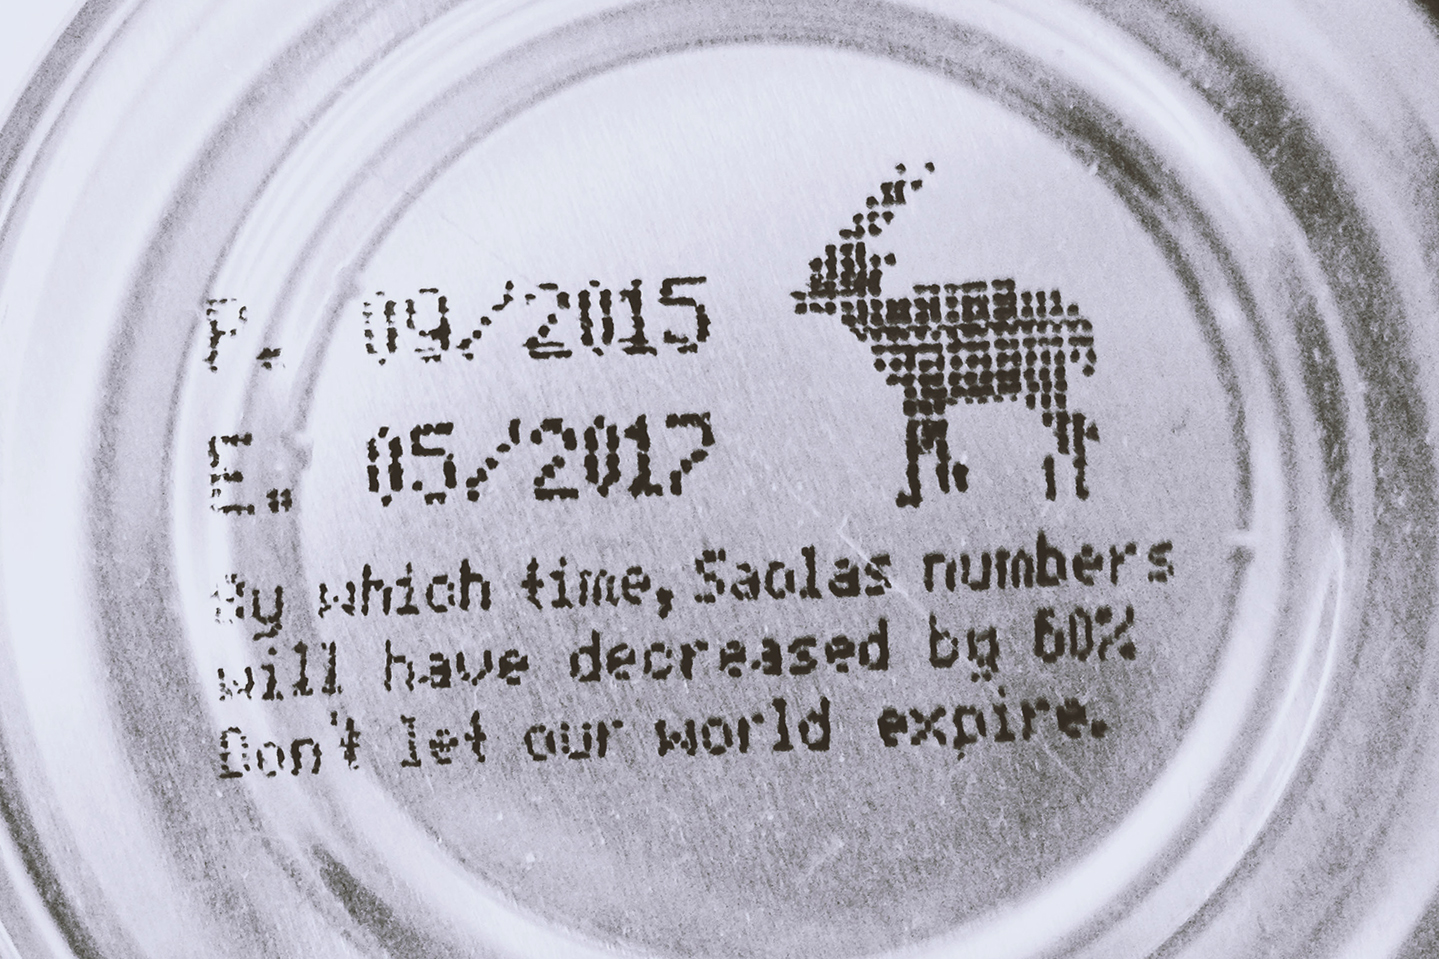 P. 09/2015
E. 05/2017
By which time, Saolas numbers
will have decreased by 60%
Don't let our world expire.